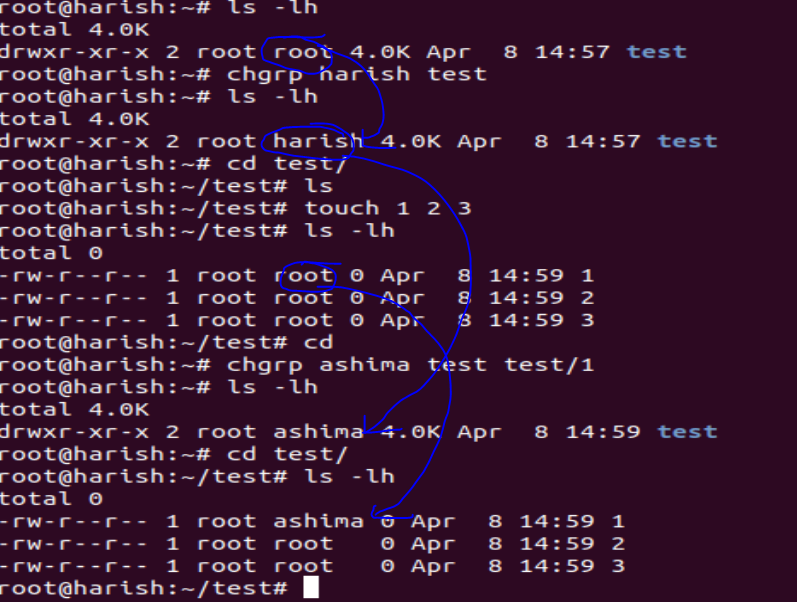 root@harish:~# ls -lh
total 4.0K
drwxr-xr-x 2 root root 4.0K Apr  8 14:57 test
root@harish:~# chgrp harish test
root@harish:~# ls -lh
total 4.0K
drwxr-xr-x 2 root harish 4.0K Apr  8 14:57 test
root@harish:~# cd test/
root@harish:~/test# ls
root@harish:~/test# touch 1 2 3
root@harish:~/test# ls -lh
total 0
-rw-r--r-- 1 root root 0 Apr  8 14:59 1
-rw-r--r-- 1 root root 0 Apr  8 14:59 2
-rw-r--r-- 1 root root 0 Apr  8 14:59 3
root@harish:~/test# cd
root@harish:~# chgrp ashima test test/1
root@harish:~# ls -lh
total 4.0K
drwxr-xr-x 2 root ashima 4.0K Apr  8 14:59 test
root@harish:~# cd test/
root@harish:~/test# ls -lh
total 0
-rw-r--r-- 1 root ashima 0 Apr  8 14:59 1
-rw-r--r-- 1 root root   0 Apr  8 14:59 2
-rw-r--r-- 1 root root   0 Apr  8 14:59 3
root@harish:~/test#